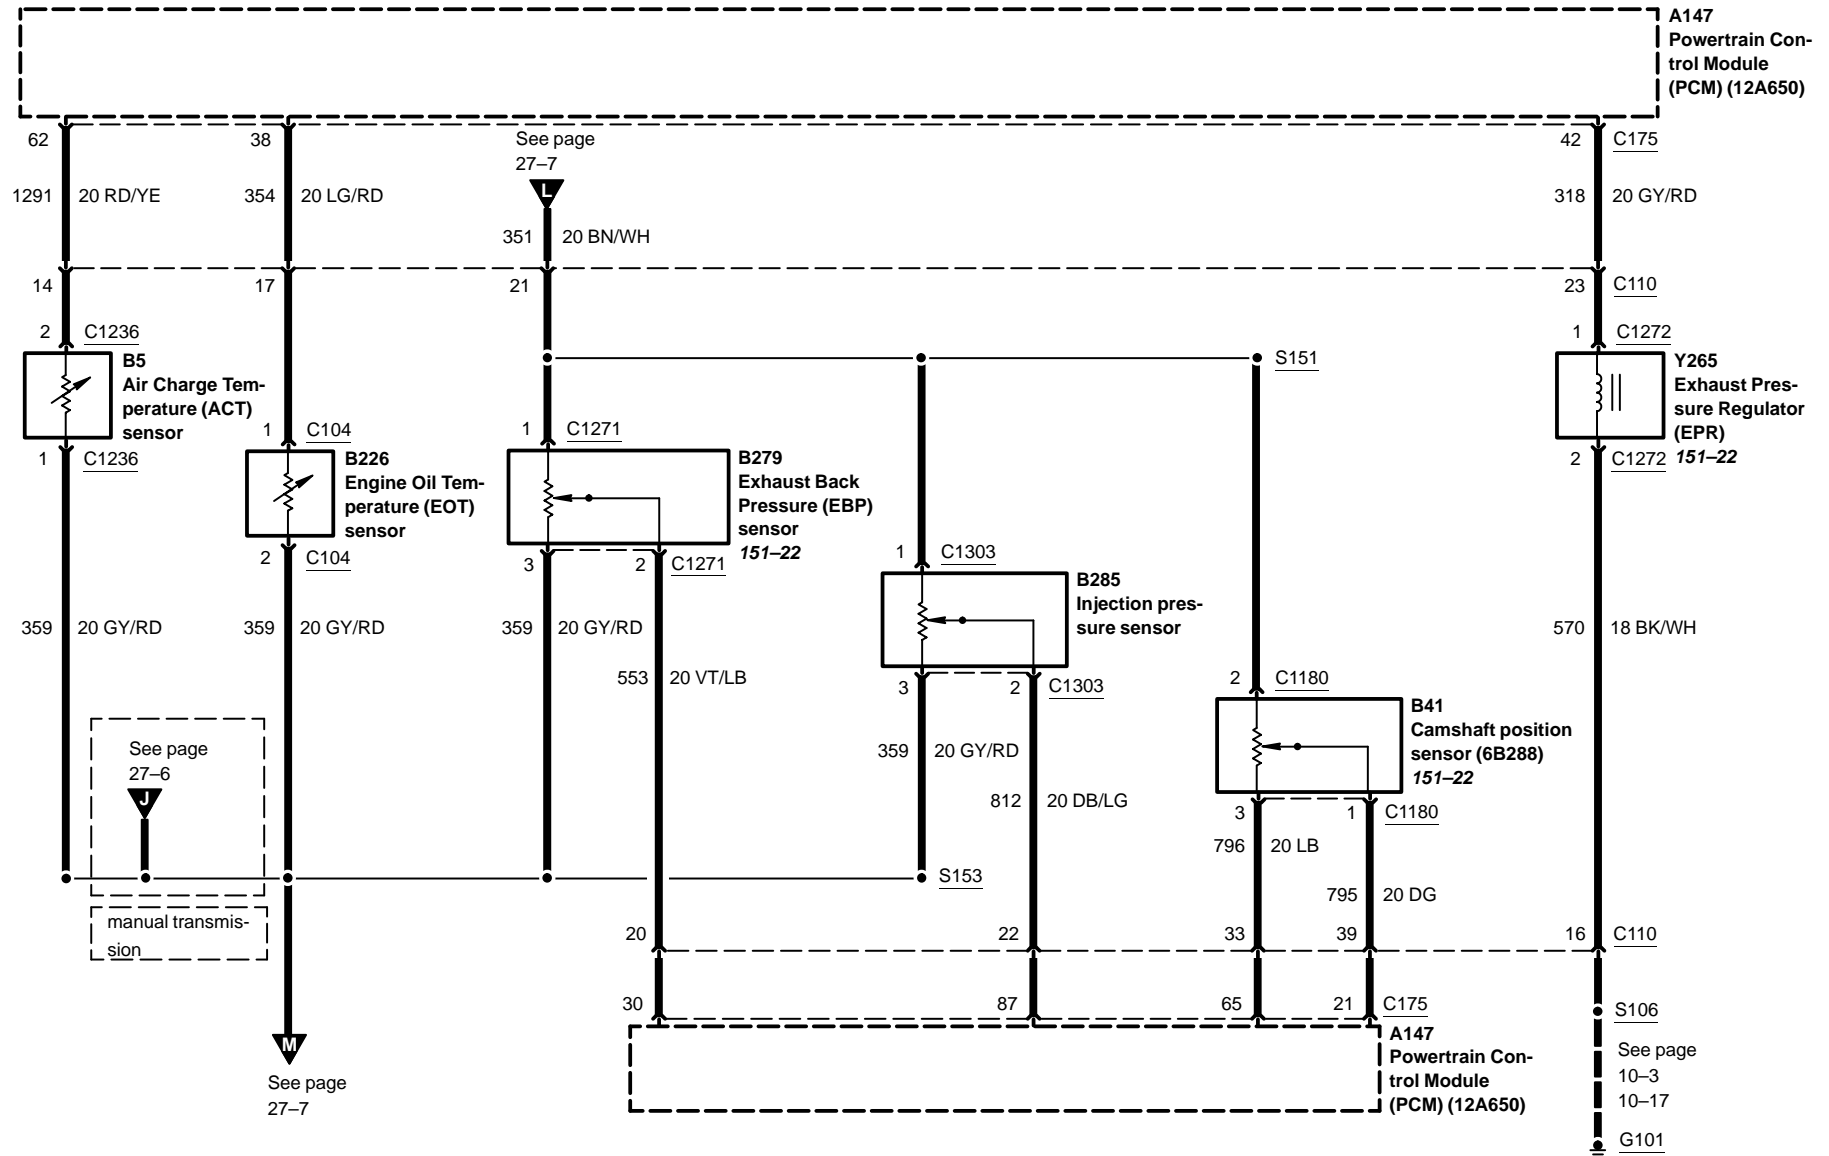 A147
Powertrain Con-
trol Module
(PCM) (12A650)
62
38
See page
27–7
42
C175
1291
20 RD/YE
354
20 LG/RD
L
318
20 GY/RD
351
20 BN/WH
14
17
21
23
C110
2
C1236
1
C1272
B5
Air Charge Tem-
perature (ACT)
sensor
S151
Y265
Exhaust Pres-
sure Regulator
(EPR)
151–22
1
C1236
1
C104
1
C1271
2
C1272
B226
Engine Oil Tem-
perature (EOT)
sensor
B279
Exhaust Back
Pressure (EBP)
sensor
151–22
2
C104
3
2
C1271
1
C1303
B285
Injection pres-
sure sensor
359
20 GY/RD
359
20 GY/RD
359
20 GY/RD
570
18 BK/WH
553
20 VT/LB
3
2
C1303
2
C1180
B41
Camshaft position
sensor (6B288)
151–22
See page
27–6
J
359
20 GY/RD
812
20 DB/LG
3
1
C1180
796
20 LB
S153
795
20 DG
manual transmis-
sion
20
22
33
39
16
C110
30
87
65
21
C175
S106
A147
Powertrain Con-
trol Module
(PCM) (12A650)
M
See page
27–7
See page
10–3
10–17
G101